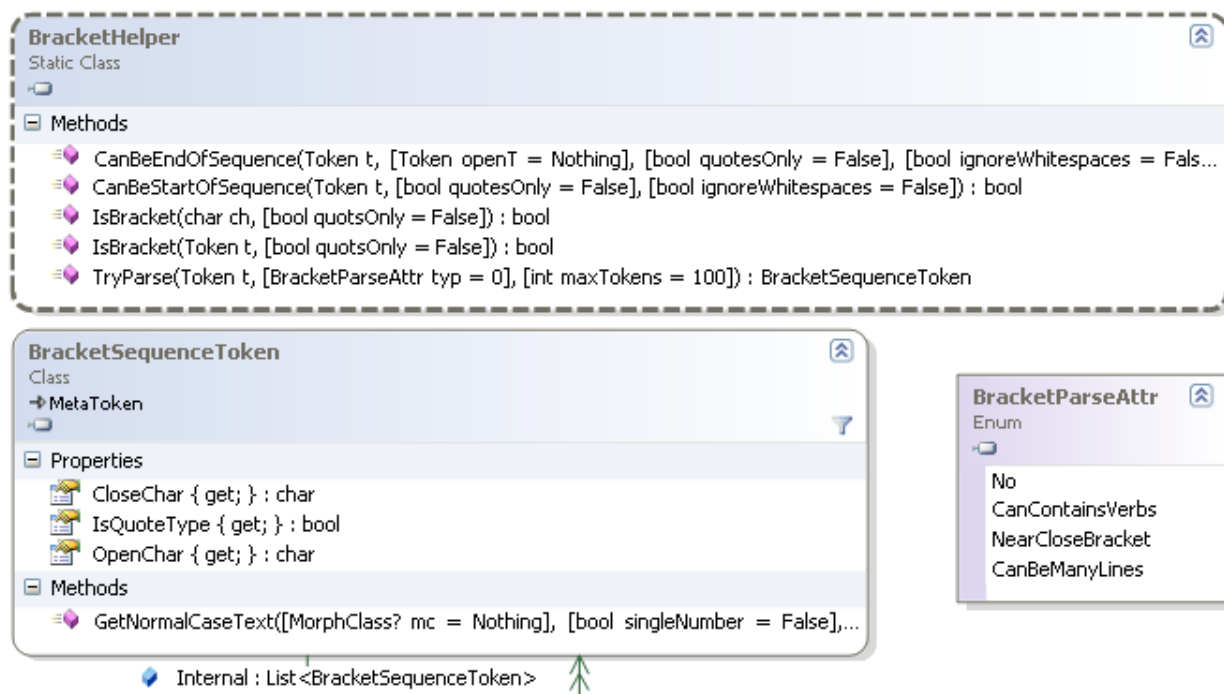 BracketHelper
Static Class
Methods
CanBeEndOfSequence(Token t, [Token openT = Nothing], [bool quotesOnly = False], [bool ignoreWhitespaces = Fals...
CanBeStartOfSequence(Token t, [bool quotesOnly = False], [bool ignoreWhitespaces = False]) : bool
IsBracket(char ch, [bool quotsOnly = False]) : bool
IsBracket(Token t, [bool quotsOnly = False]) : bool
TryParse(Token t, [BracketParseAttr typ = 0], [int maxTokens = 100]) : BracketSequenceToken
BracketSequenceToken
Class
MetaToken
Properties
CloseChar { get; } : char
IsQuoteType { get; } : bool
OpenChar { get; } : char
Methods
GetNormalCaseText([MorphClass? mc = Nothing], [bool singleNumber = False],...
Internal : List<BracketSequenceToken>
BracketParseAttr
Enum
No
CanContainsVerbs
NearCloseBracket
CanBeManyLines